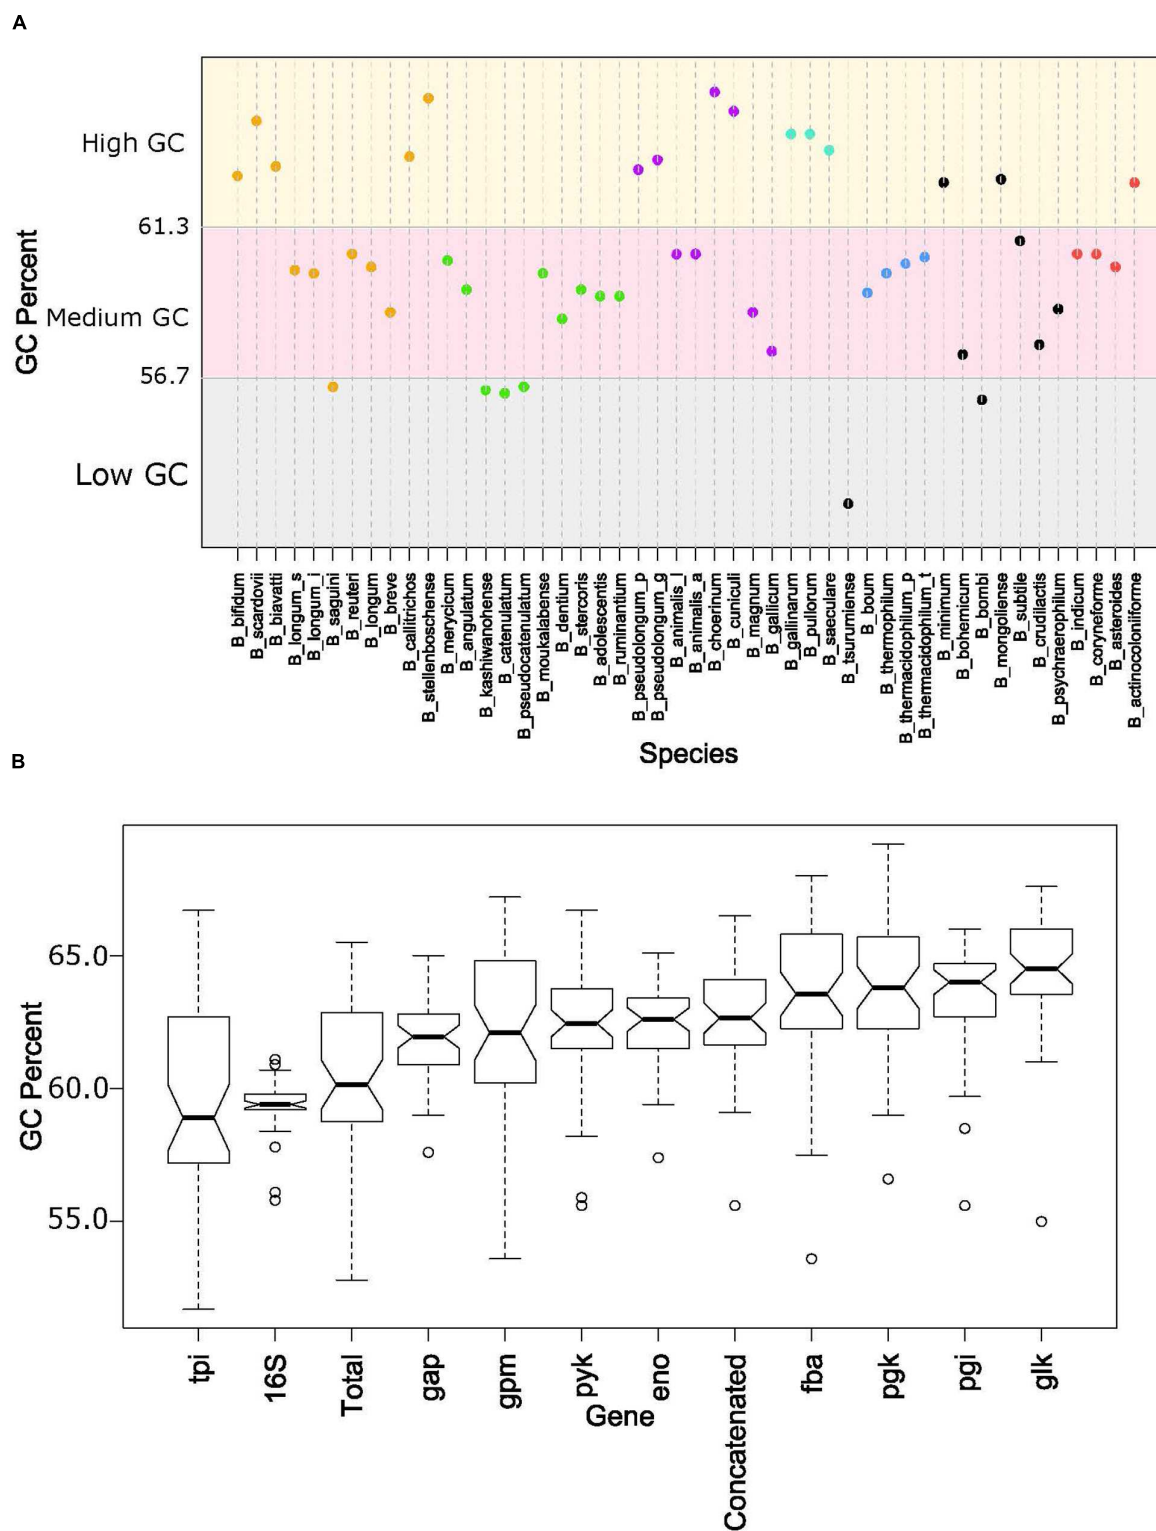 A
High GC
61.3
GC Percent
Medium GC
56.7
Low GC
B_bifidum
B_scardovii
B_biavatti
B_longum_s
B_longum_i
B_saguini
B_reuteri
B_longum
B_breve
B_callitrichos
B_stellenboschense
B_merycicum
B_angulatum
B_kashiwanohense
B_catenulatum
B_pseudocatenulatum
B_moukalabense
B_dentium
B_stercoris
B_adolescentis
B_ruminantium
B_pseudolongum_p
B_pseudolongum_g
B_animalis_l
B_animalis_a
B_choerinum
B_cuniculi
B_magnum
B_gallicum
B_gallinarum
B_pullorum
B_saeculare
B_tsurumiense
B_boum
B_thermophilum
B_thermacidophilum_p
B_thermacidophilum_t
B_minimum
B_bohemicum
B_bombi
B_mongoliense
B_subtile
B_crudilactis
B_psychraerophilum
B_indicum
B_coryneforme
B_asteroides
B_actinocoloniiforme
Species
B
65.0
60.0
55.0
GC Percent
tpi
16S
Total
gap
gpm
pyk
eno
Concatenated
fba
pgk
pgi
glk
Gene